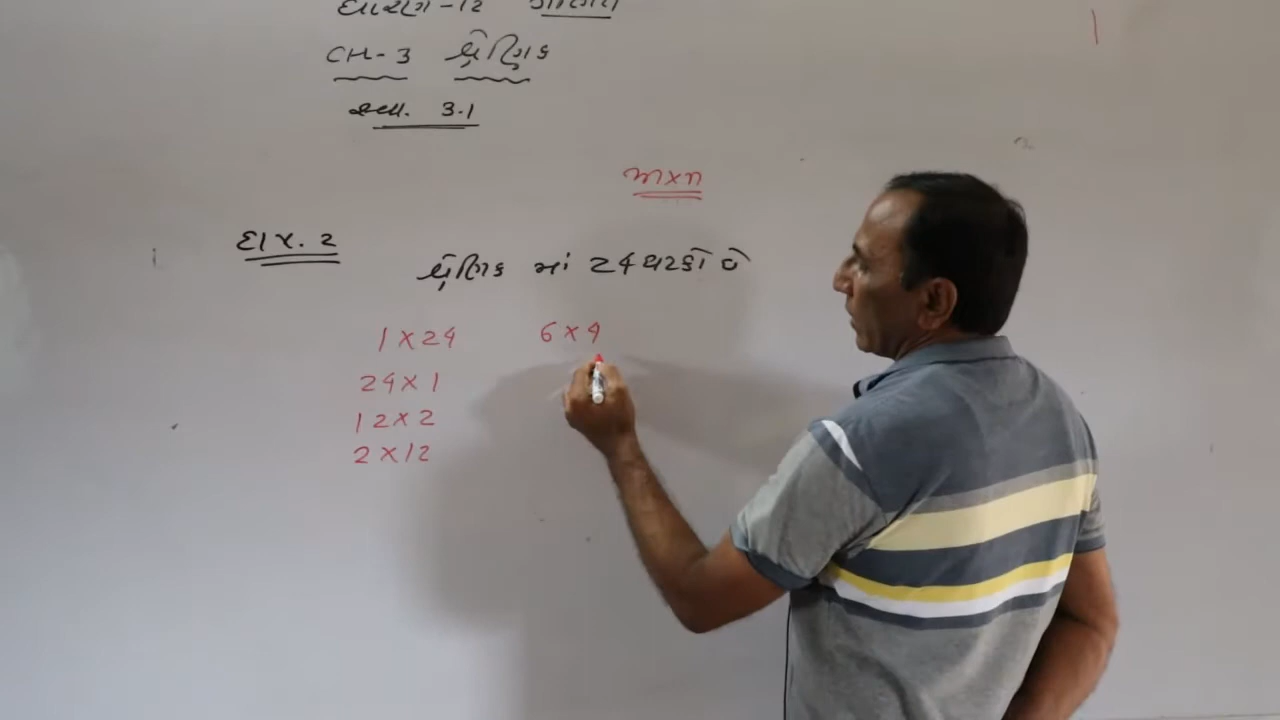 ધોરણ-12 ગણિત
CH-3 શ્રેણિક
સ્વા. 3.1
m×n
દાખ. 2 શ્રેણિક માં 24 ઘટકો છે
1×24 6×4
24×1
12×2
2×12